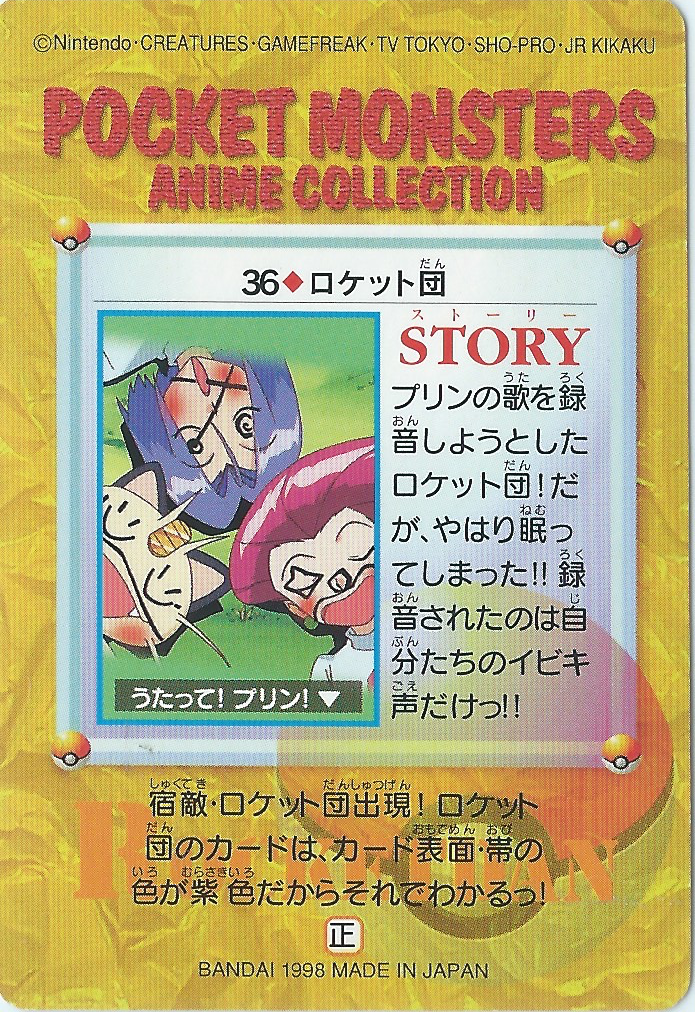 ©Nintendo·CREATURES·GAMEFREAK·TV TOKYO·SHO-PRO·JR KIKAKU
POCKET MONSTERS
ANIME COLLECTION
36◆ロケット団
だん
ストーリー
STORY
プリンの歌を録
うた ろく
音しようとした
おん
ロケット団!だ
だん
が、やはり眠っ
ねむ
てしまった!! 録
ろく
音されたのは自
おん じ
分たちのイビキ
ぶん
声だけっ!!
ごえ
うたって! プリン!▼
宿敵·ロケット団出現! ロケット
しゅくてき だんしゅつげん
団のカードは、カード表面·帯の
だん おもてめん おび
色が紫色だからそれでわかるっ!
いろ むらさきいろ
正
BANDAI 1998 MADE IN JAPAN